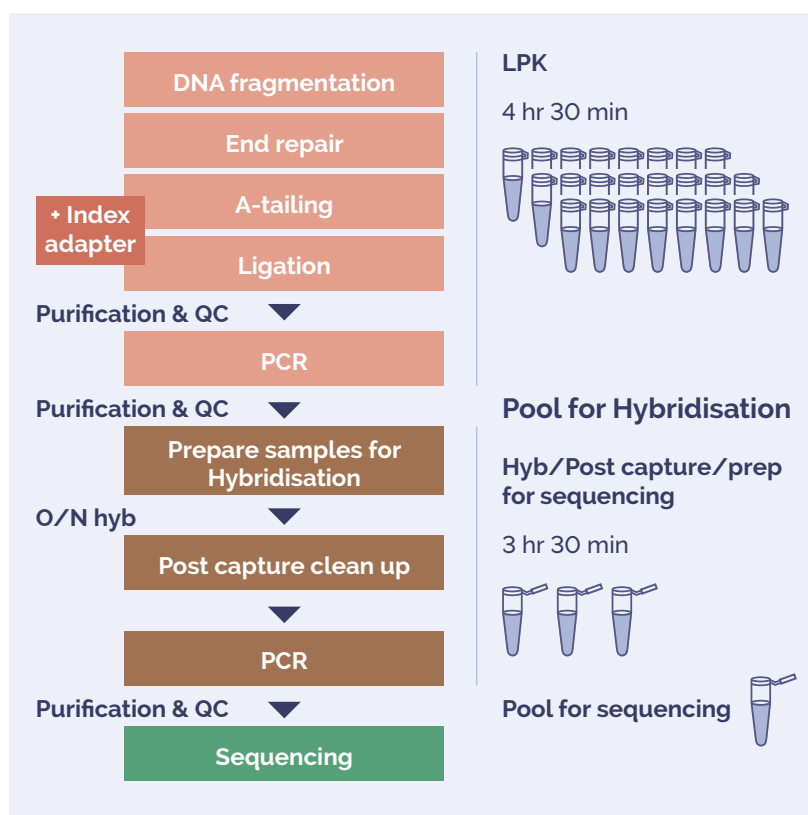 DNA fragmentation
End repair
A-tailing
+ Index
adapter
Ligation
Purification & QC
PCR
Purification & QC
Prepare samples for
Hybridisation
O/N hyb
Post capture clean up
PCR
Purification & QC
Sequencing
LPK
4 hr 30 min
Pool for Hybridisation
Hyb/Post capture/prep
for sequencing
3 hr 30 min
Pool for sequencing